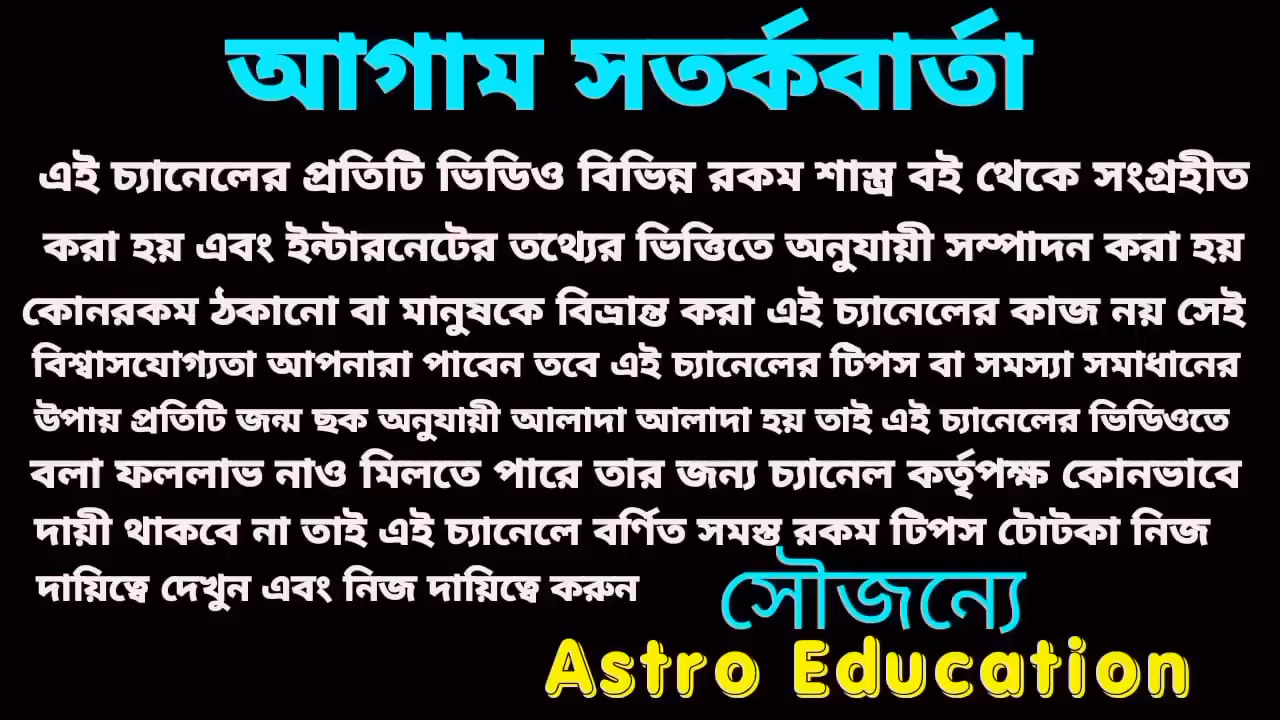 আগাম সতর্কবার্তা
এই চ্যানেলের প্রতিটি ভিডিও বিভিন্ন রকম শাস্ত্র বই থেকে সংগ্রহীত
করা হয় এবং ইন্টারনেটের তথ্যের ভিত্তিতে অনুযায়ী সম্পাদন করা হয়
কোনরকম ঠকানো বা মানুষকে বিভ্রান্ত করা এই চ্যানেলের কাজ নয় সেই
বিশ্বাসযোগ্যতা আপনারা পাবেন তবে এই চ্যানেলের টিপস বা সমস্যা সমাধানের
উপায় প্রতিটি জন্ম ছক অনুযায়ী আলাদা আলাদা হয় তাই এই চ্যানেলের ভিডিওতে
বলা ফললাভ নাও মিলতে পারে তার জন্য চ্যানেল কর্তৃপক্ষ কোনভাবে
দায়ী থাকবে না তাই এই চ্যানেলে বর্ণিত সমস্ত রকম টিপস টোটকা নিজ
দায়িত্বে দেখুন এবং নিজ দায়িত্বে করুন
সৌজন্যে
Astro Education